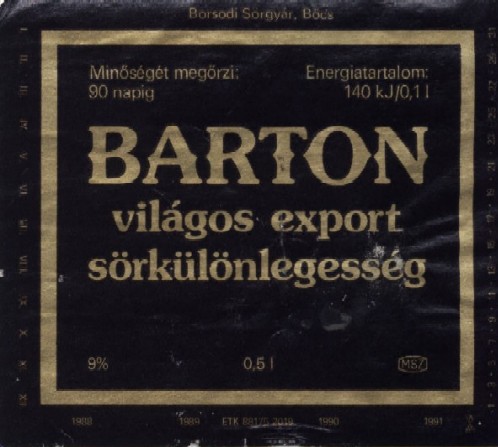 Borsodi Sörgyár, Bőcs
Minőségét megőrzi: Energiatartalom:
90 napig 140 kJ/0,1 l
BARTON
világos export
sörkülönlegesség
9% 0,5 l MSZ
1988 1989 ETK 1990 1991